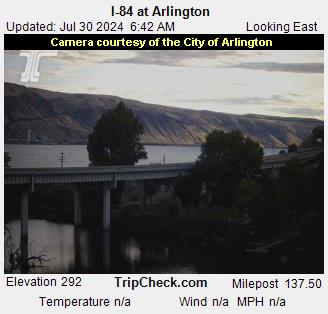 I-84 at Arlington
Updated: Jul 30 2024 6:42 AM Looking East
Camera courtesy of the City of Arlington
Elevation 292 TripCheck.com Milepost 137.50
Temperature n/a Wind n/a MPH n/a